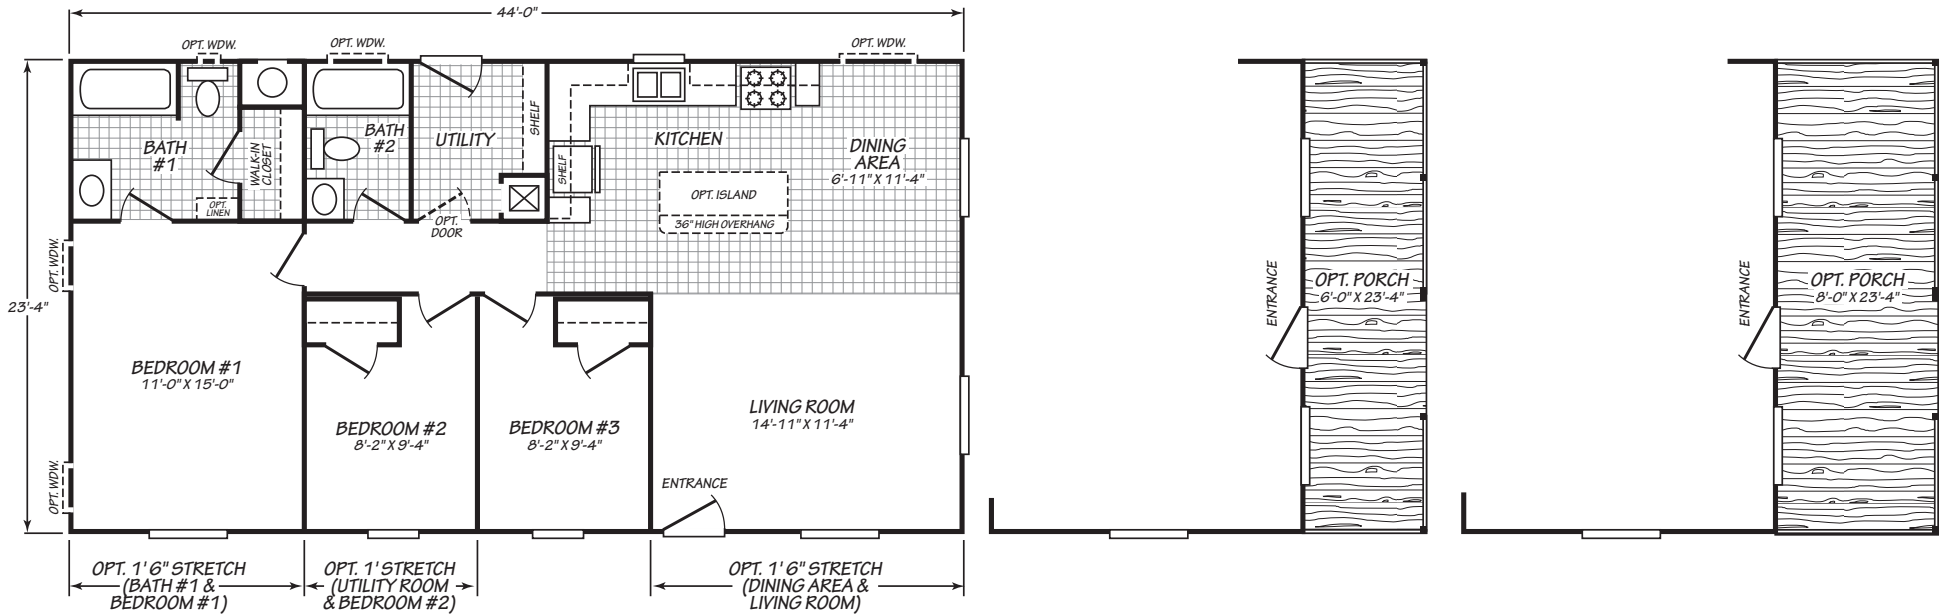 44'-0"
OPT. WDW.
OPT. WDW.
OPT. WDW.
BATH
#1
WALK-IN
CLOSET
OPT.
LINEN
BATH
#2
UTILITY
SHELF
OPT.
DOOR
SHELF
KITCHEN
OPT. ISLAND
36" HIGH OVERHANG
DINING
AREA
6'-11" X 11'-4"
OPT. WDW.
23'-4"
OPT. WDW.
BEDROOM #1
11'-0" X 15'-0"
BEDROOM #2
8'-2" X 9'-4"
BEDROOM #3
8'-2" X 9'-4"
LIVING ROOM
14'-11" X 11'-4"
ENTRANCE
OPT. 1' 6" STRETCH
(BATH #1 &
BEDROOM #1)
OPT. 1' STRETCH
(UTILITY ROOM
& BEDROOM #2)
OPT. 1' 6" STRETCH
(DINING AREA &
LIVING ROOM)
ENTRANCE
OPT. PORCH
6'-0" X 23'-4"
ENTRANCE
OPT. PORCH
8'-0" X 23'-4"